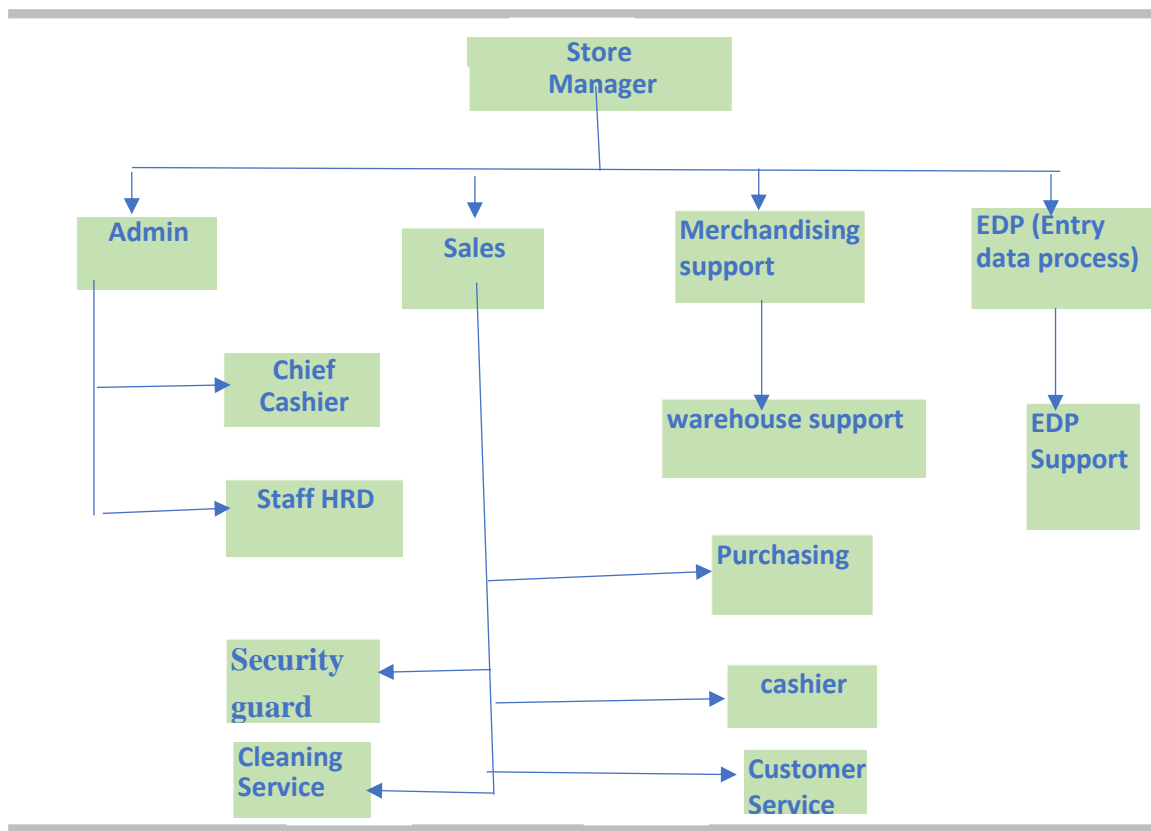 Store
Manager
Admin
Sales
Merchandising
support
EDP (Entry
data process)
Chief
Cashier
warehouse support
EDP
Support
Staff HRD
Purchasing
Security
guard
cashier
Cleaning
Service
Customer
Service